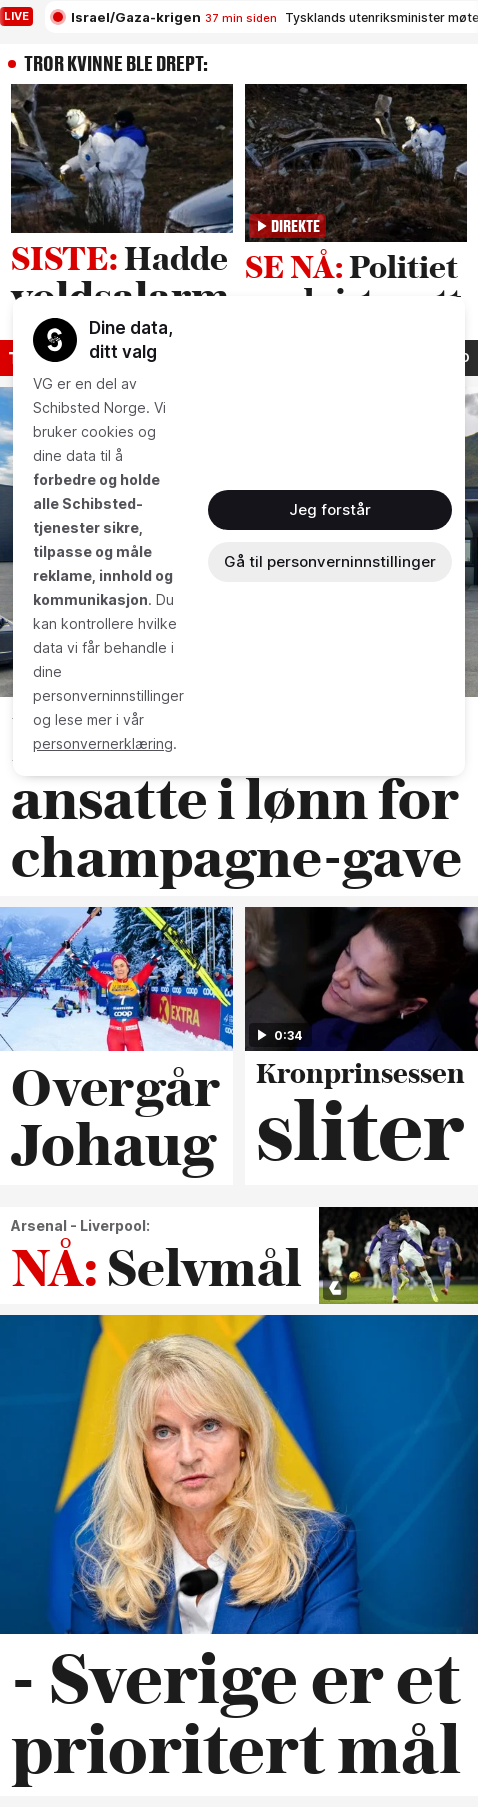 LIVE
Israel/Gaza-krigen 37 min siden Tysklands utenriksminister møte
TROR KVINNE BLE DREPT:
DIREKTE
SISTE: Hadde
voldsalarm
SE NÅ: Politiet
Dine data,
ditt valg
VG er en del av
Schibsted Norge. Vi
bruker cookies og
dine data til å
forbedre og holde
alle Schibsted-
tjenester sikre,
tilpasse og måle
reklame, innhold og
kommunikasjon. Du
kan kontrollere hvilke
data vi får behandle i
dine
personverninnstillinger
og lese mer i vår
personvernerklæring.
Jeg forstår
Gå til personverninnstillinger
ansatte i lønn for
champagne-gave
7
coop
EXTRA
0:34
Overgår
Johaug
Kronprinsessen
sliter
Arsenal - Liverpool:
NÅ: Selvmål
- Sverige er et
prioritert mål